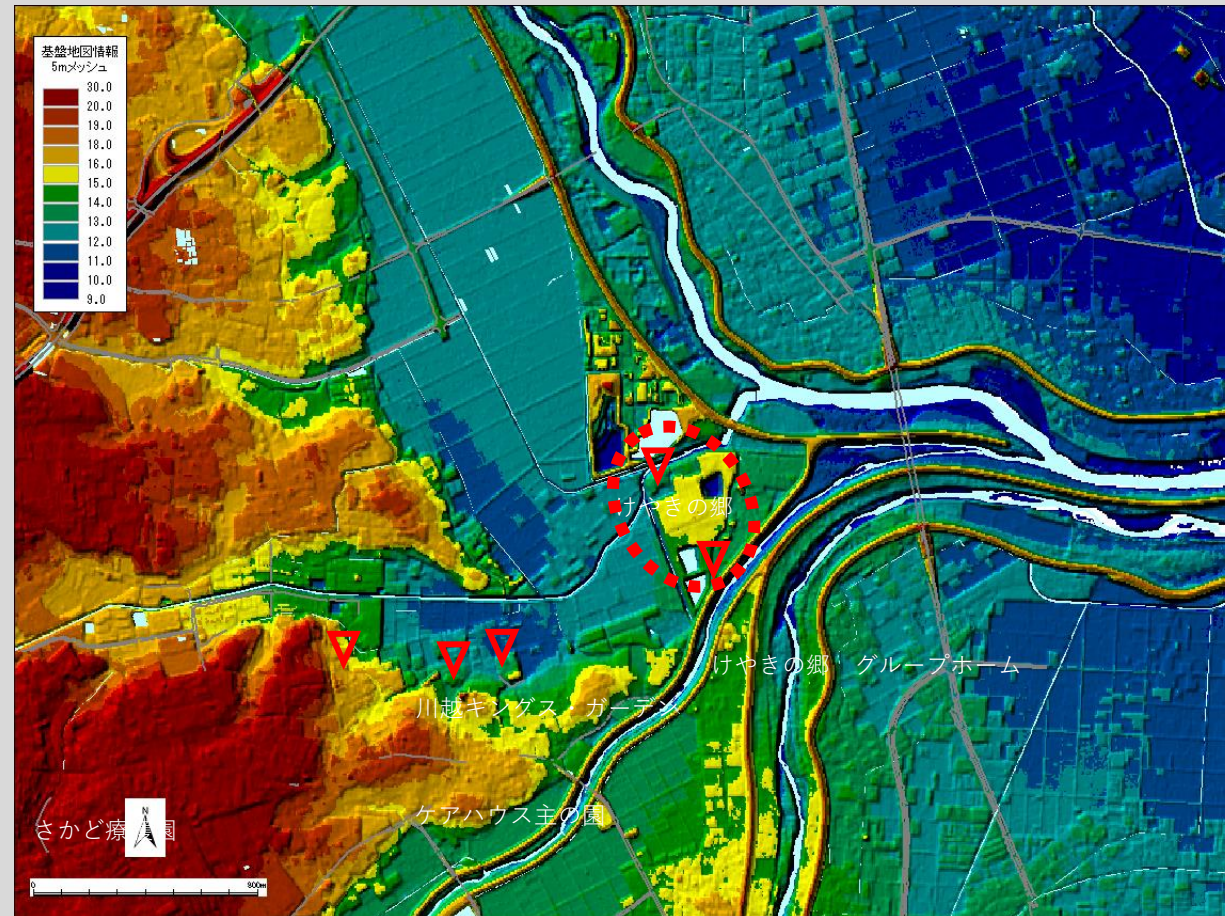 基盤地図情報
5mメッシュ
30.0
20.0
19.0
18.0
16.0
15.0
14.0
13.0
12.0
11.0
10.0
9.0
けやきの郷
けやきの郷 グループホーム
川越キングス・ガーデン
ケアハウス主の園
さかど療 園
N
0 800m